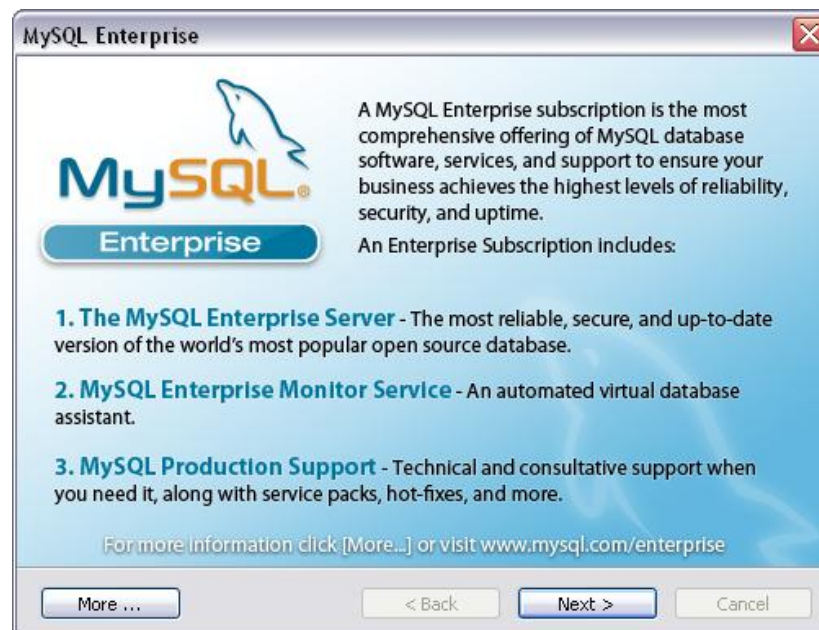 MySQL Enterprise
MySQL®
Enterprise
A MySQL Enterprise subscription is the most
comprehensive offering of MySQL database
software, services, and support to ensure your
business achieves the highest levels of reliability,
security, and uptime.
An Enterprise Subscription includes:
1. The MySQL Enterprise Server - The most reliable, secure, and up-to-date
version of the world's most popular open source database.
2. MySQL Enterprise Monitor Service - An automated virtual database
assistant.
3. MySQL Production Support - Technical and consultative support when
you need it, along with service packs, hot-fixes, and more.
For more information click [More...] or visit www.mysql.com/enterprise
More ...
< Back
Next >
Cancel